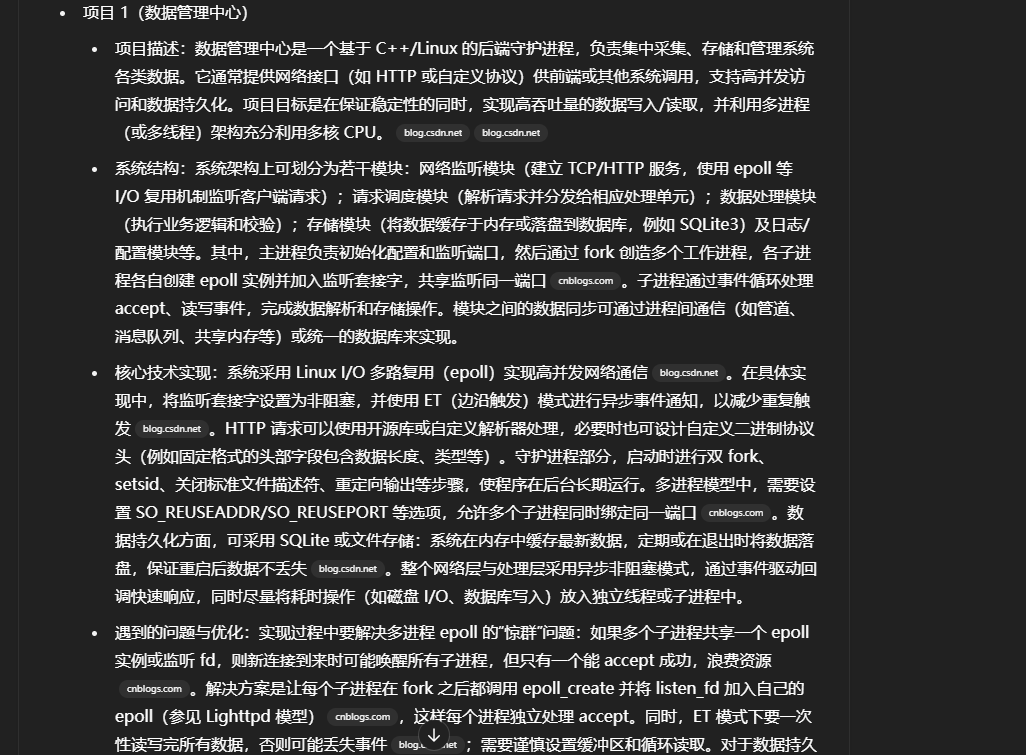 项目 1（数据管理中心）
项目描述：数据管理中心是一个基于 C++/Linux 的后端守护进程，负责集中采集、存储和管理系统
各类数据。它通常提供网络接口（如 HTTP 或自定义协议）供前端或其他系统调用，支持高并发访
问和数据持久化。项目目标是在保证稳定性的同时，实现高吞吐量的数据写入/读取，并利用多进程
（或多线程）架构充分利用多核 CPU。 blog.csdn.net blog.csdn.net
系统结构：系统架构上可划分为若干模块：网络监听模块（建立 TCP/HTTP 服务，使用 epoll 等
I/O 复用机制监听客户端请求）；请求调度模块（解析请求并分发给相应处理单元）；数据处理模块
（执行业务逻辑和校验）；存储模块（将数据缓存于内存或落盘到数据库，例如 SQLite3）及日志/
配置模块等。其中，主进程负责初始化配置和监听端口，然后通过 fork 创造多个工作进程，各子进
程各自创建 epoll 实例并加入监听套接字，共享监听同一端口 cnblogs.com 。子进程通过事件循环处理
accept、读写事件，完成数据解析和存储操作。模块之间的数据同步可通过进程间通信（如管道、
消息队列、共享内存等）或统一的数据库来实现。
核心技术实现：系统采用 Linux I/O 多路复用（epoll）实现高并发网络通信 blog.csdn.net 。在具体实
现中，将监听套接字设置为非阻塞，并使用 ET（边沿触发）模式进行异步事件通知，以减少重复触
发 blog.csdn.net 。HTTP 请求可以使用开源库或自定义解析器处理，必要时也可设计自定义二进制协议
头（例如固定格式的头部字段包含数据长度、类型等）。守护进程部分，启动时进行双 fork、
setsid、关闭标准文件描述符、重定向输出等步骤，使程序在后台长期运行。多进程模型中，需要设
置 SO_REUSEADDR/SO_REUSEPORT 等选项，允许多个子进程同时绑定同一端口 cnblogs.com 。数
据持久化方面，可采用 SQLite 或文件存储：系统在内存中缓存最新数据，定期或在退出时将数据落
盘，保证重启后数据不丢失 blog.csdn.net 。整个网络层与处理层采用异步非阻塞模式，通过事件驱动回
调快速响应，同时尽量将耗时操作（如磁盘 I/O、数据库写入）放入独立线程或子进程中。
遇到的问题与优化：实现过程中要解决多进程 epoll 的“惊群”问题：如果多个子进程共享一个 epoll
实例或监听 fd，则新连接到来时可能唤醒所有子进程，但只有一个能 accept 成功，浪费资源
cnblogs.com 。解决方案是让每个子进程在 fork 之后都调用 epoll_create 并将 listen_fd 加入自己的
epoll（参见 Lighttpd 模型） cnblogs.com ，这样每个进程独立处理 accept。同时，ET 模式下要一次
性读写完所有数据，否则可能丢失事件 ；需要谨慎设置缓冲区和循环读取。对于数据持久